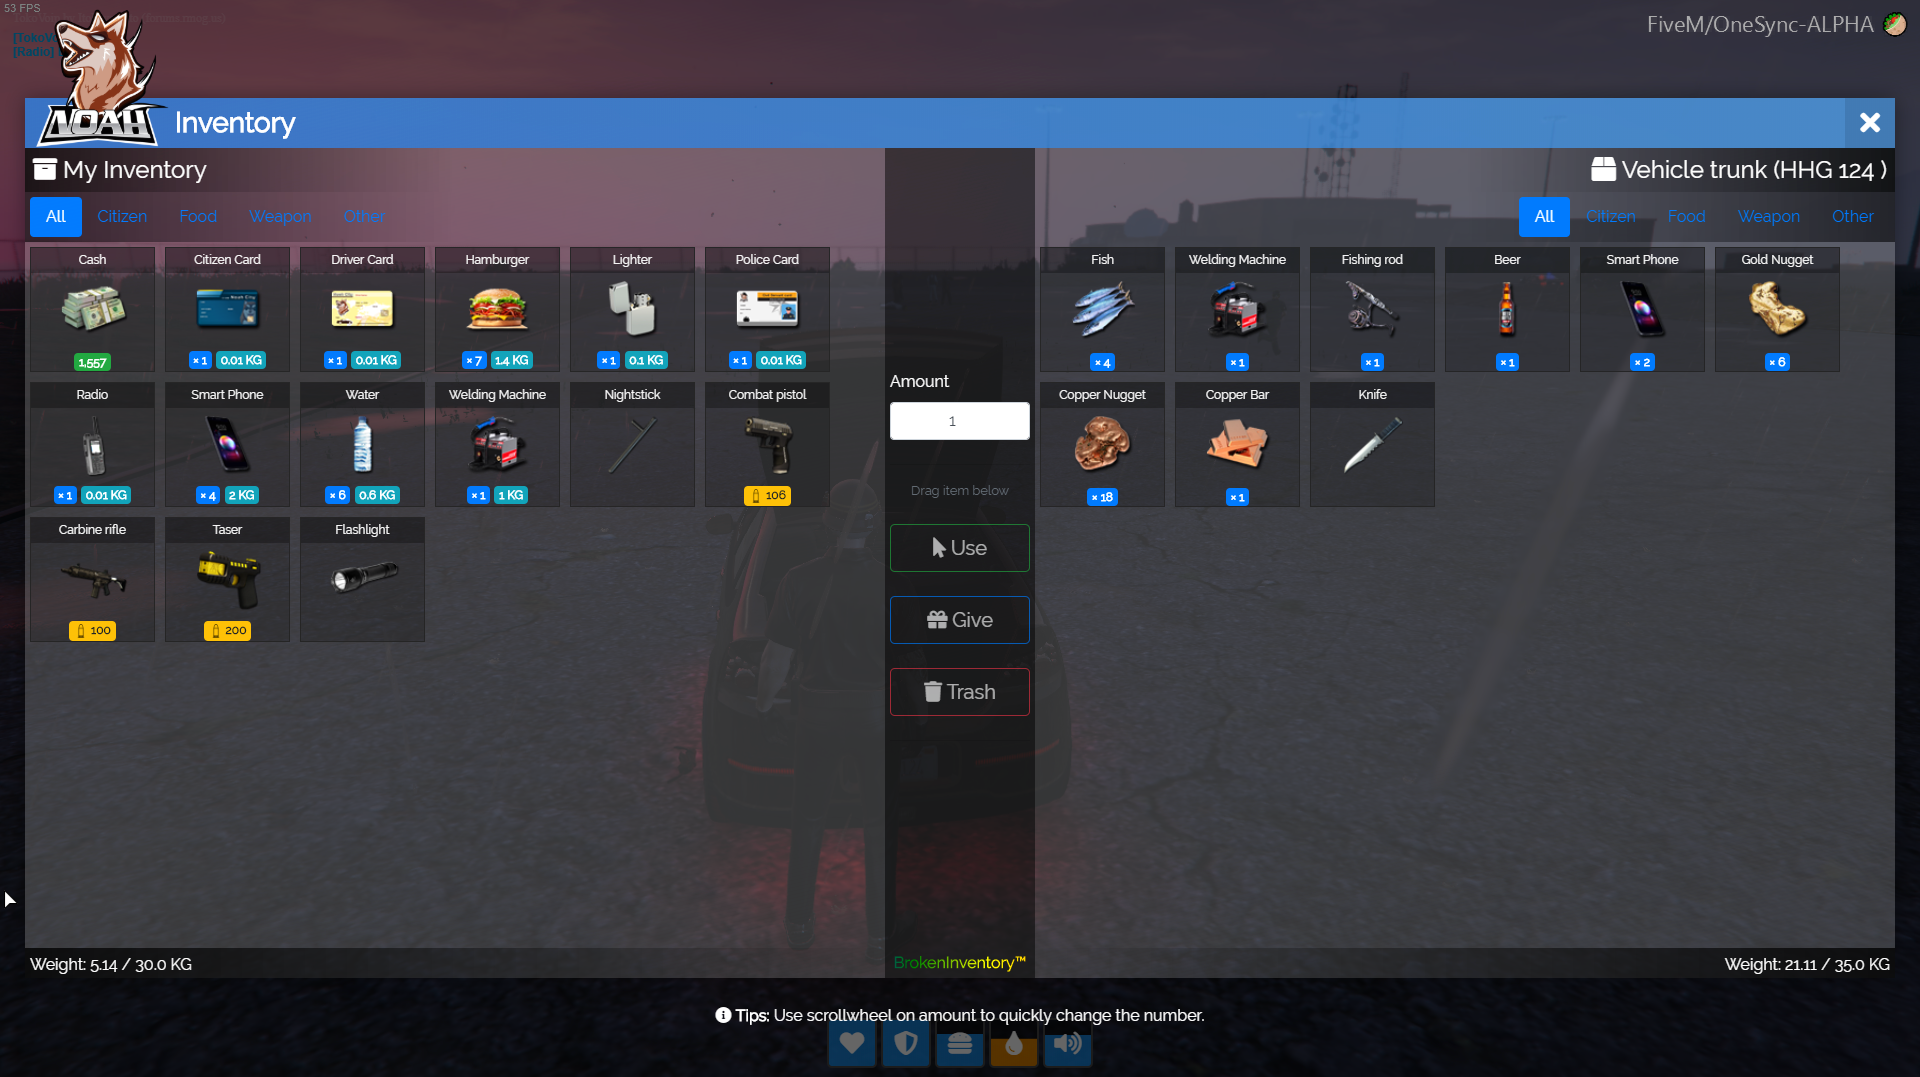 53 FPS
FiveM/OneSync-ALPHA
[Radio]
NOAH
Inventory
My Inventory
Vehicle trunk (HHG 124 )
All Citizen Food Weapon Other
All Citizen Food Weapon Other
Cash Citizen Card Driver Card Hamburger Lighter Police Card
Fish Welding Machine Fishing rod Beer Smart Phone Gold Nugget
1,557 × 1 0.01 KG × 1 0.01 KG × 7 1.4 KG × 1 0.1 KG × 1 0.01 KG
× 4 × 1 × 1 × 1 × 2 × 6
Radio Smart Phone Water Welding Machine Nightstick Combat pistol
Copper Nugget Copper Bar Knife
× 1 0.01 KG × 4 2 KG × 6 0.6 KG × 1 1 KG 106
× 18 × 1
Carbine rifle Taser Flashlight
100 200
Amount
1
Drag item below
Use
Give
Trash
BrokenInventory™
Weight: 5.14 / 30.0 KG
Weight: 21.11 / 35.0 KG
Tips: Use scrollwheel on amount to quickly change the number.